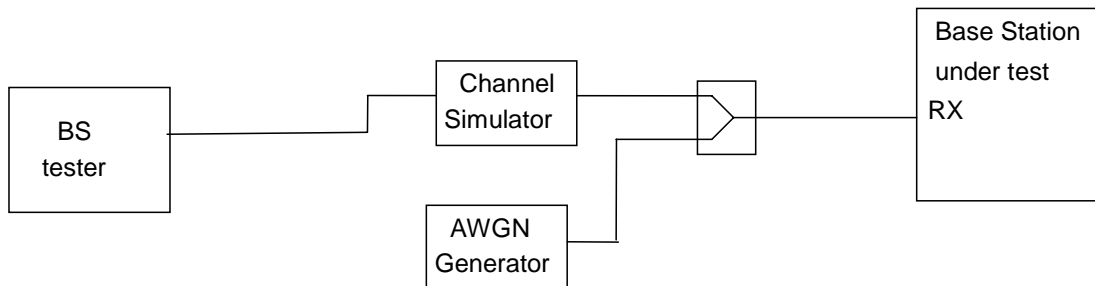 BS
tester
Channel
Simulator
AWGN
Generator
Base Station
under test
RX